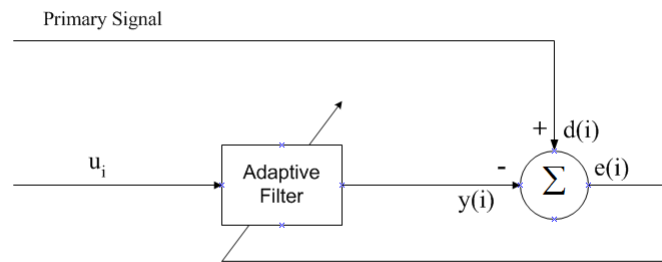 Primary Signal
+ d(i)
u_i
Adaptive
Filter
-
Σ
e(i)
y(i)